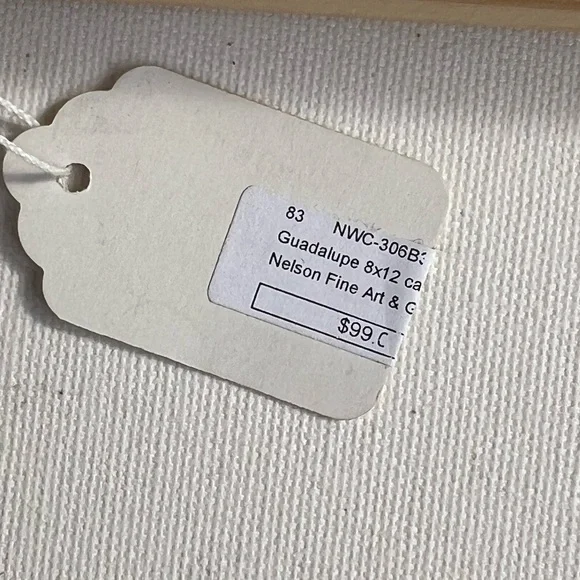 83 NWC-306B3
Guadalupe 8x12 ca
Nelson Fine Art & G
$99.0